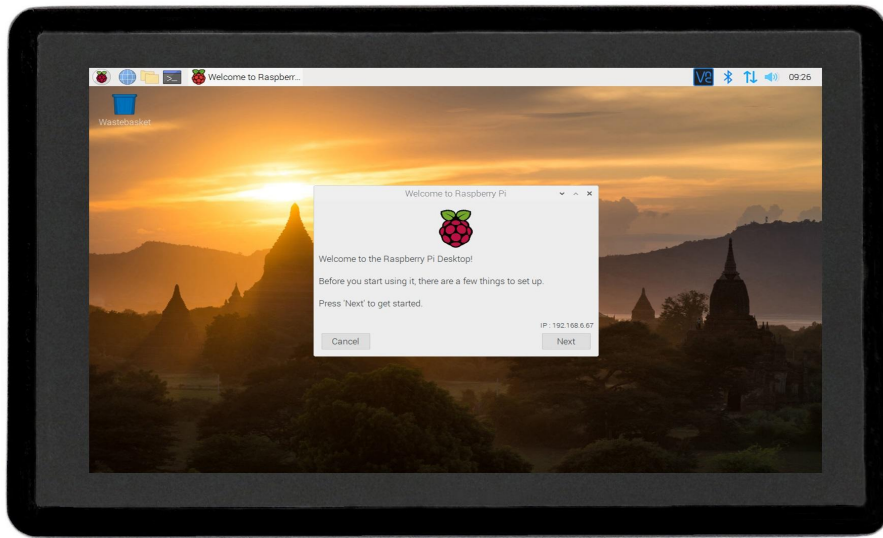 Welcome to Raspberr...
V2
09:26
Wastebasket
Welcome to Raspberry Pi
Welcome to the Raspberry Pi Desktop!
Before you start using it, there are a few things to set up.
Press 'Next' to get started.
IP : 192.168.6.67
Cancel
Next